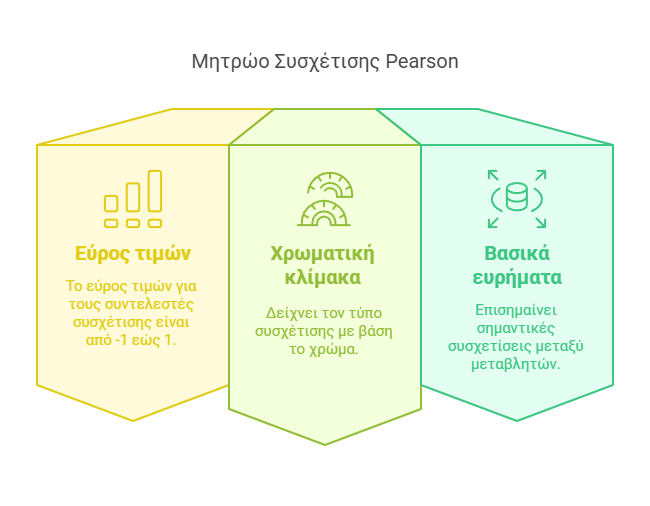 Μητρώο Συσχέτισης Pearson
Εύρος τιμών
Το εύρος τιμών για
τους συντελεστές
συσχέτισης είναι
από -1 εώς 1.
Χρωματική
κλίμακα
Δείχνει τον τύπο
συσχέτισης με βάση
το χρώμα.
Βασικά
ευρήματα
Επισημαίνει
σημαντικές
συσχετίσεις μεταξύ
μεταβλητών.